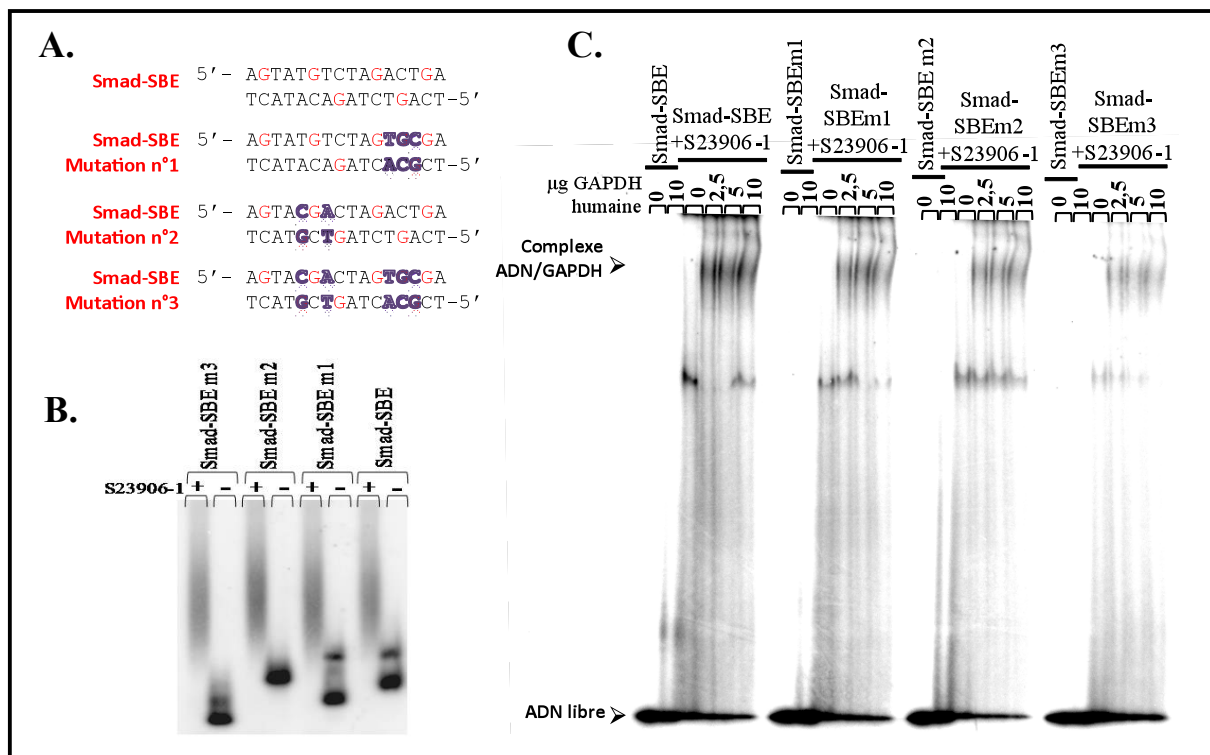 A.
Smad-SBE 5'- AGTATGTCTAGACTGA
TCATACAGATCTGACT-5'
Smad-SBE 5'- AGTATGTCTAGTGCGA
Mutation n°1 TCATACAGATCACGCT-5'
Smad-SBE 5'- AGTACGACTAGACTGA
Mutation n°2 TCATGCTGATCTGACT-5'
Smad-SBE 5'- AGTACGACTAGTGCGA
Mutation n°3 TCATGCTGATCACGCT-5'
B.
Smad-SBE m3
Smad-SBE m2
Smad-SBE m1
Smad-SBE
S23906-1 + - + - + - + -
C.
Smad-SBE
Smad-SBE
+S23906-1
Smad-SBEm1
Smad-
SBEm1
+S23906-1
Smad-SBE m2
Smad-
SBEm2
+S23906-1
Smad-SBEm3
Smad-
SBEm3
+S23906-1
µg GAPDH
humaine
0 10 0 2,5 5 10 0 10 0 2,5 5 10 0 10 0 2,5 5 10 0 10 0 2,5 5 10
Complexe
ADN/GAPDH
ADN libre